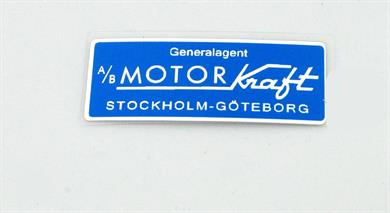 Generalagent
A/B MOTOR Kraft
STOCKHOLM-GÖTEBORG